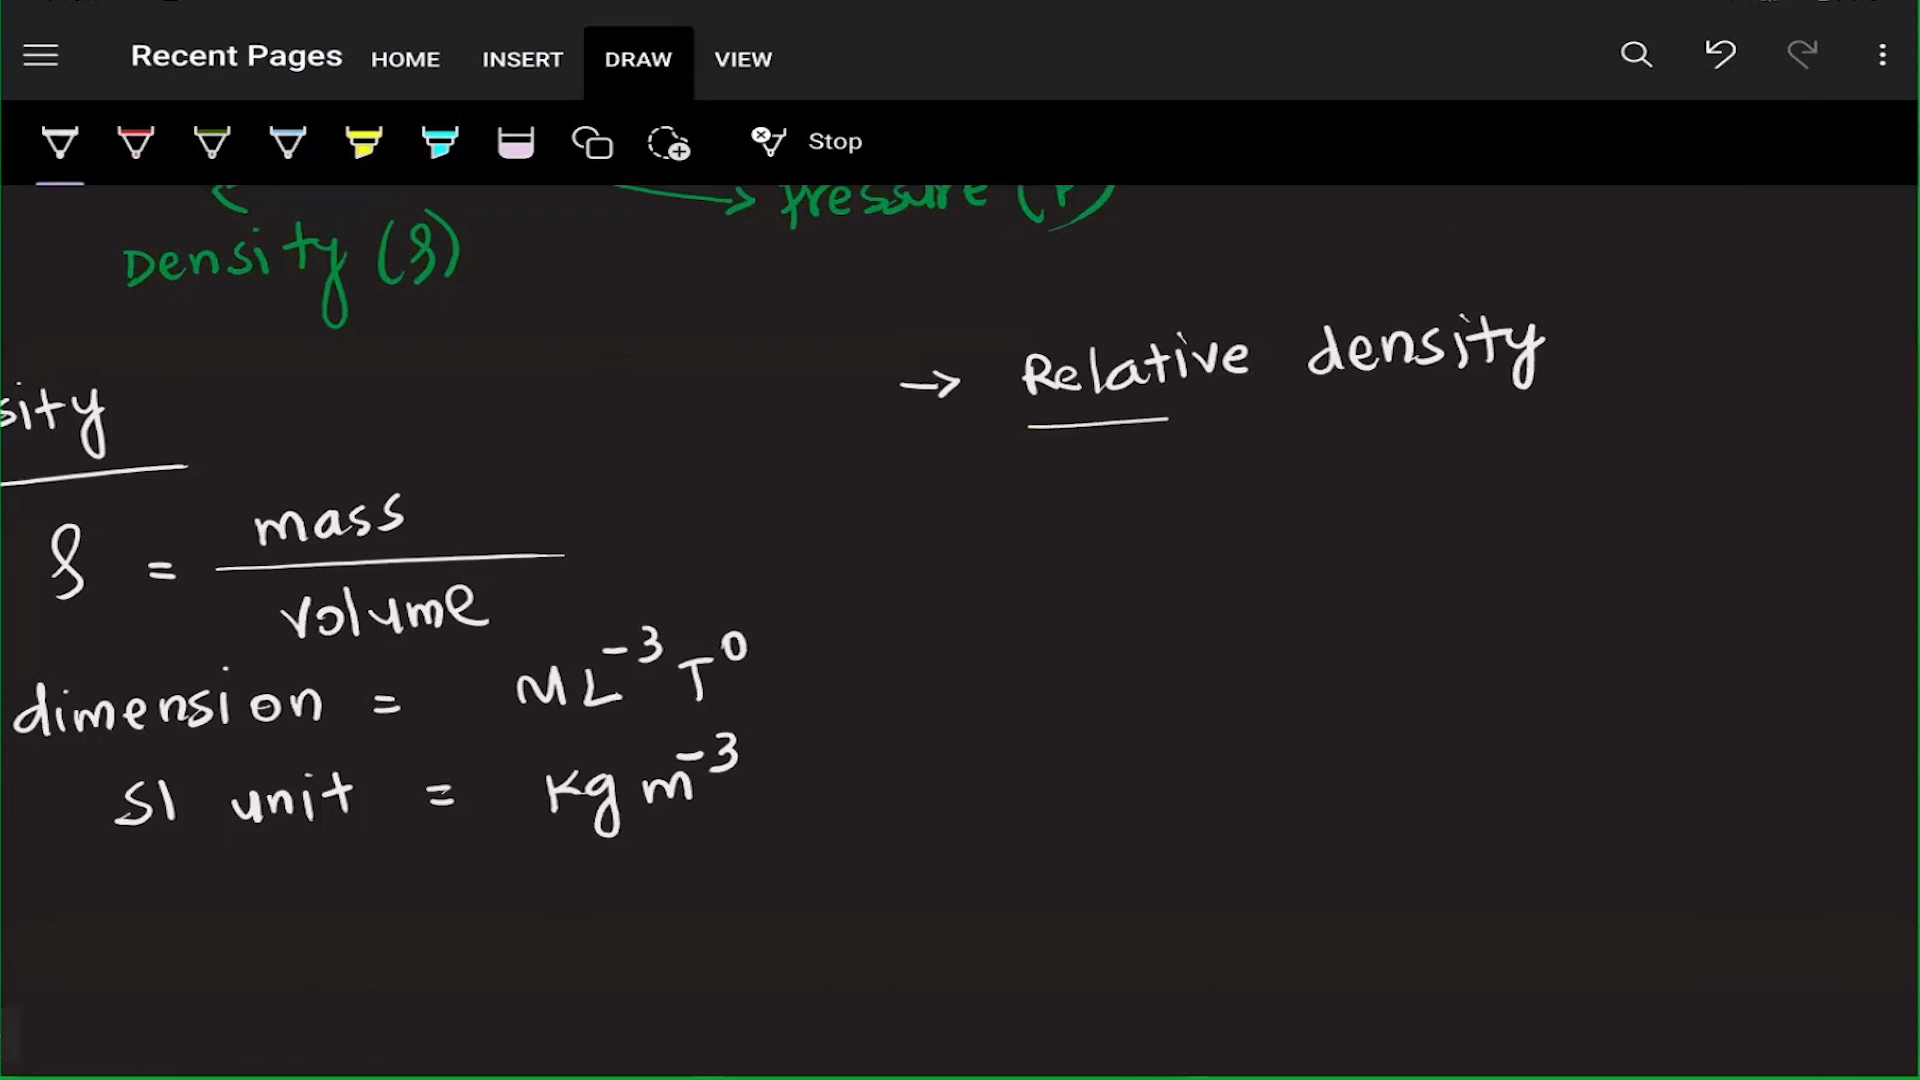 Recent Pages HOME INSERT DRAW VIEW
Stop
Pressure (P)
Density (ρ)
→ Relative density
sity
ρ = mass / volume
dimension = ML⁻³T⁰
SI unit = Kg m⁻³